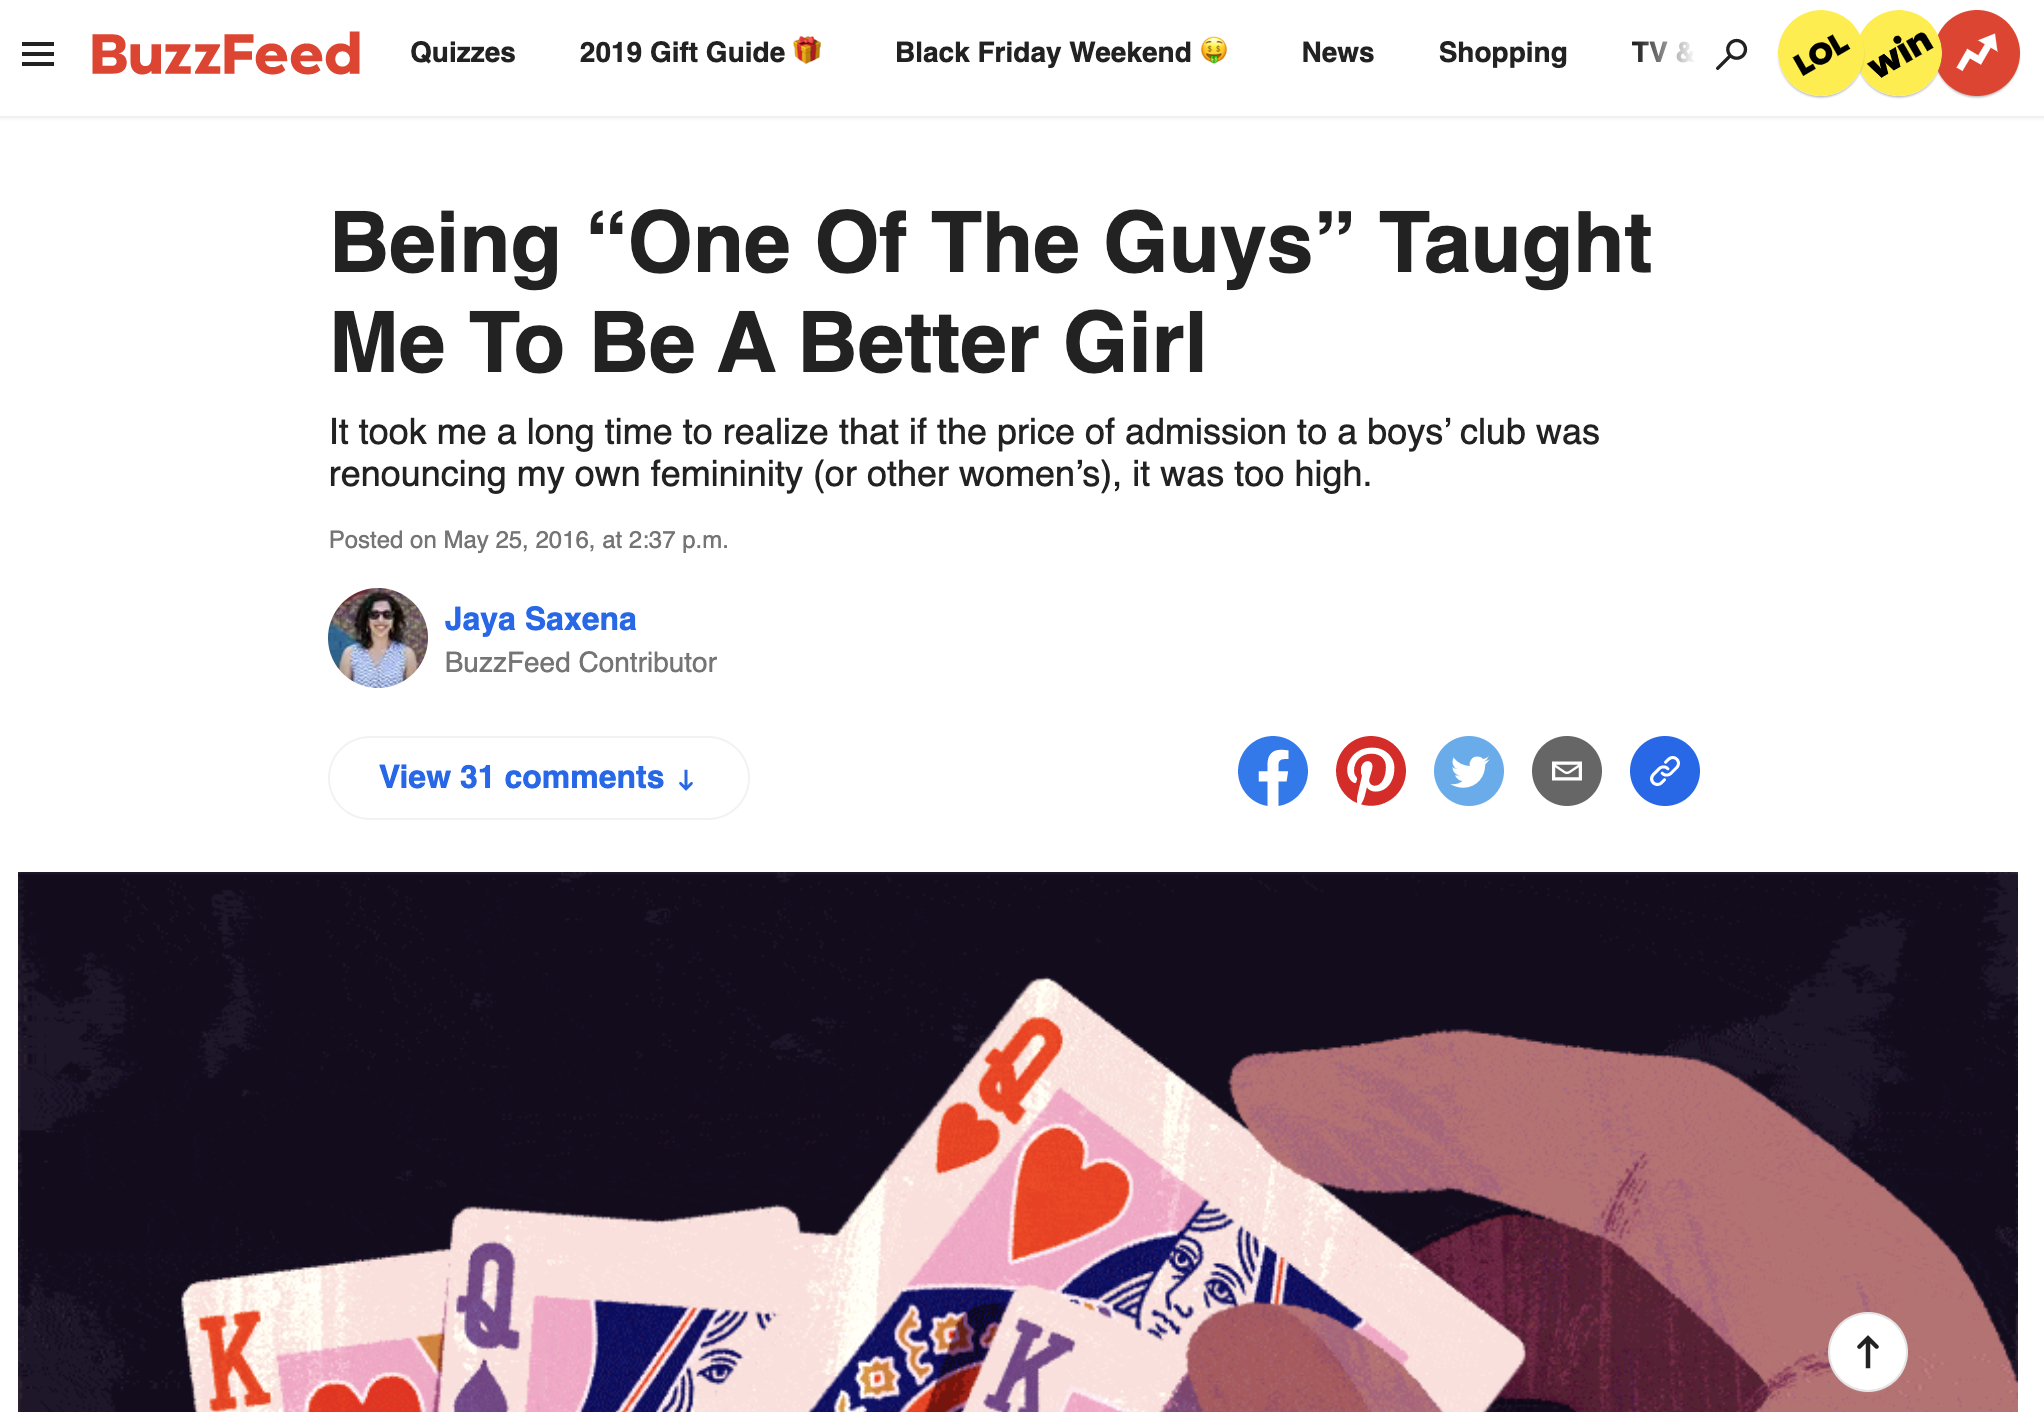 BuzzFeed Quizzes 2019 Gift Guide 🎁 Black Friday Weekend 🤑 News Shopping TV & LOL win
Being “One Of The Guys” Taught
Me To Be A Better Girl
It took me a long time to realize that if the price of admission to a boys’ club was
renouncing my own femininity (or other women’s), it was too high.
Posted on May 25, 2016, at 2:37 p.m.
Jaya Saxena
BuzzFeed Contributor
View 31 comments ↓
Q
Q
K
K